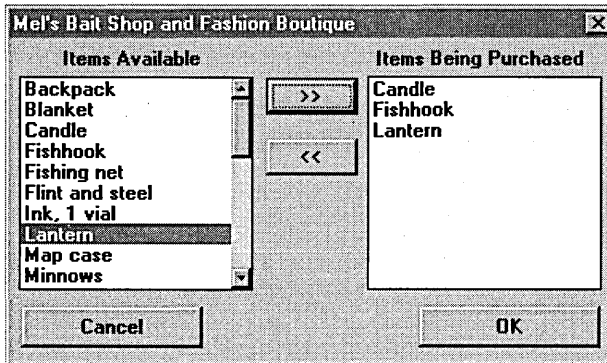 Mel's Bait Shop and Fashion Boutique
Items Available
Backpack
Blanket
Candle
Fishhook
Fishing net
Flint and steel
Ink, 1 vial
Lantern
Map case
Minnows
>>
<<
Items Being Purchased
Candle
Fishhook
Lantern
Cancel
OK